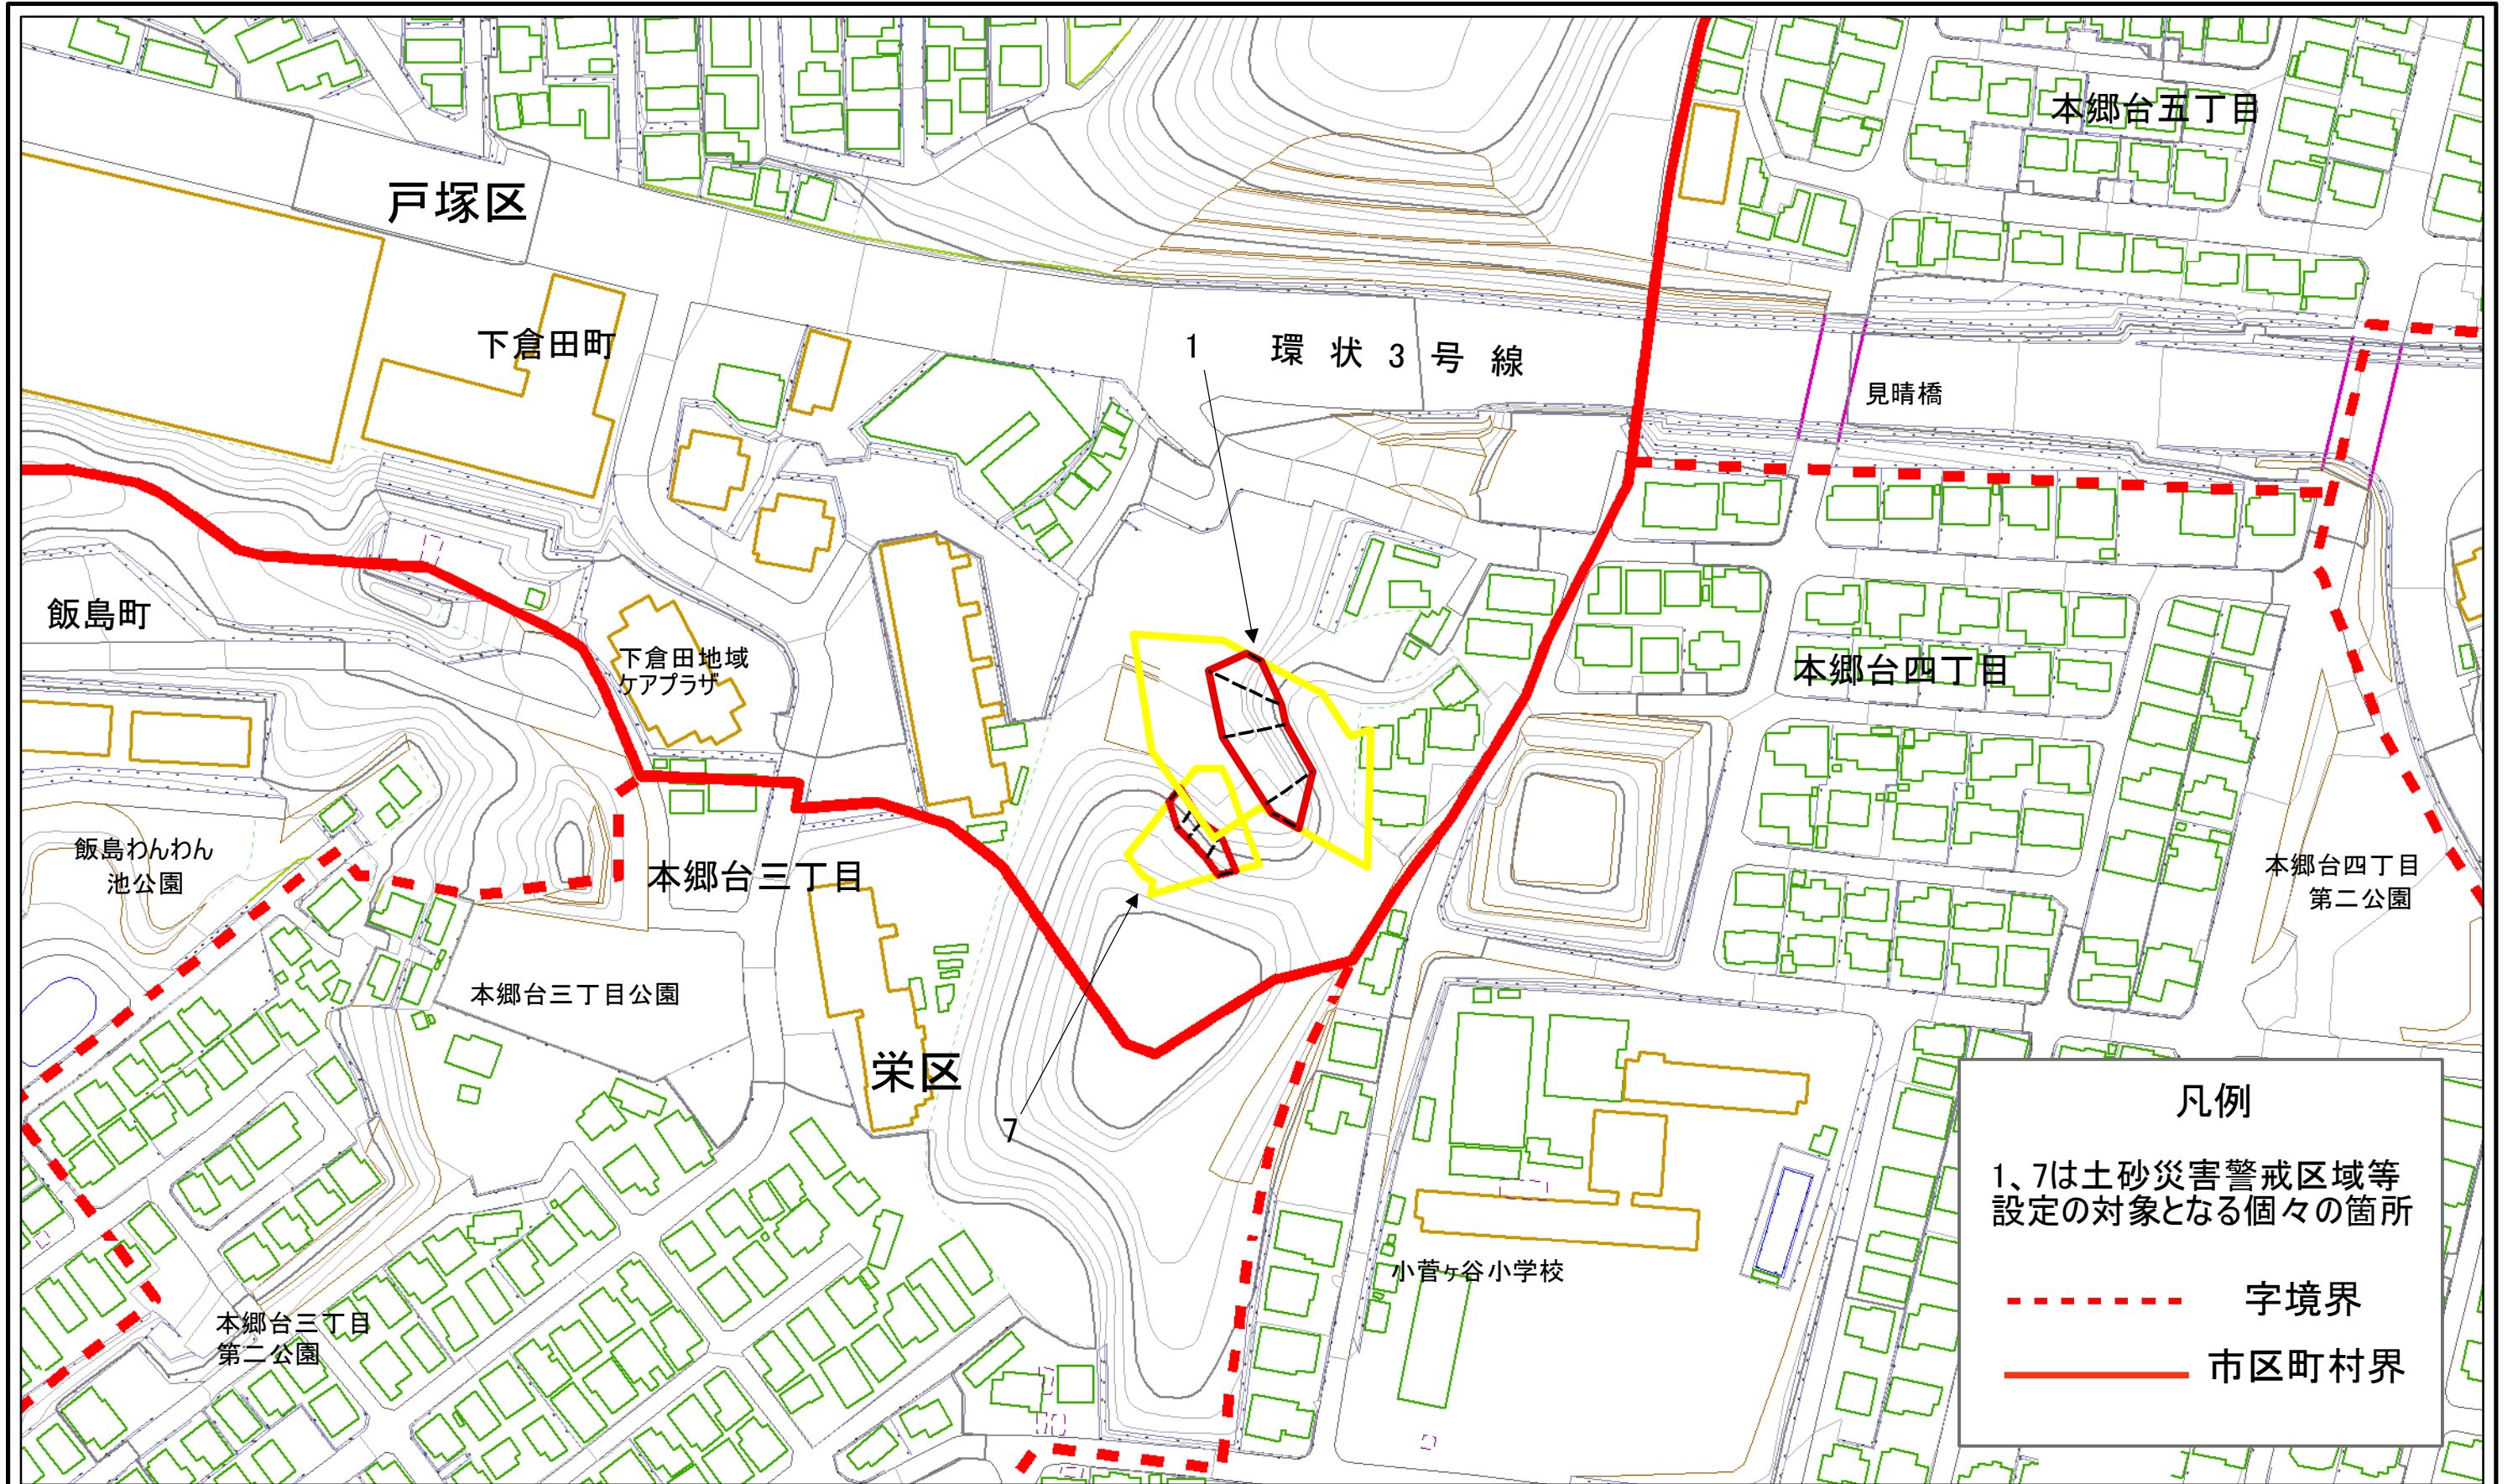 本郷台五丁目
戸塚区
下倉田町
1
環状3号線
見晴橋
飯島町
下倉田地域
ケアプラザ
本郷台四丁目
飯島わんわん
池公園
本郷台三丁目
本郷台四丁目
第二公園
本郷台三丁目公園
栄区
7
小菅ヶ谷小学校
本郷台三丁目
第二公園
凡例
1、7は土砂災害警戒区域等
設定の対象となる個々の箇所
字境界
市区町村界